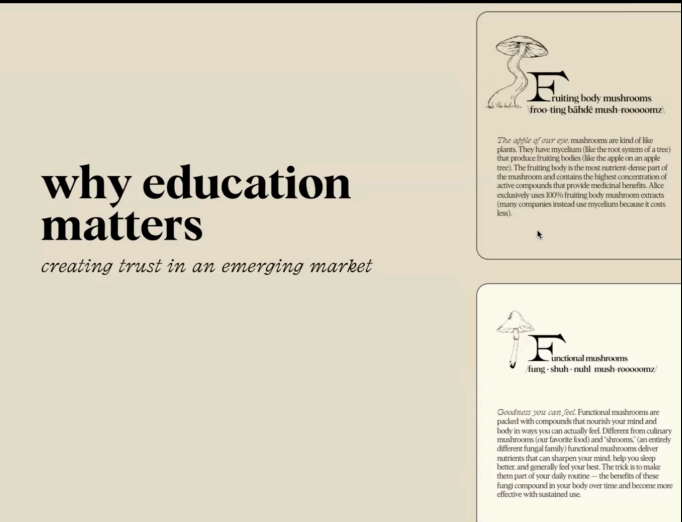 why education
matters
creating trust in an emerging market
Fruiting body mushrooms
\froo-ting bähdé mush-rooooomz\
The apple of our eye. mushrooms are kind of like
plants. They have mycelium (like the root system of a tree)
that produce fruiting bodies (like the apple on an apple
tree). The fruiting body is the most nutrient-dense part of
the mushroom and contains the highest concentration of
active compounds that provide medicinal benefits. Alice
exclusively uses 100% fruiting body mushroom extracts
(many companies instead use mycelium because it costs
less).
Functional mushrooms
/fung · shuh · nuhl mush-rooooomz/
Goodness you can feel. Functional mushrooms are
packed with compounds that nourish your mind and
body in ways you can actually feel. Different from culinary
mushrooms (our favorite food) and "shrooms," (an entirely
different fungal family) functional mushrooms deliver
nutrients that can sharpen your mind, help you sleep
better, and generally feel your best. The trick is to make
them part of your daily routine — the benefits of these
fungi compound in your body over time and become more
effective with sustained use.